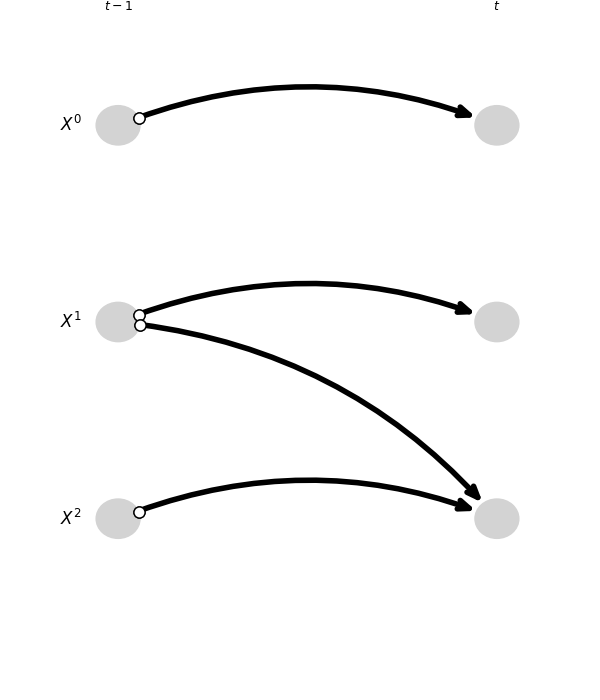 t − 1 t
X⁰
X¹
X²